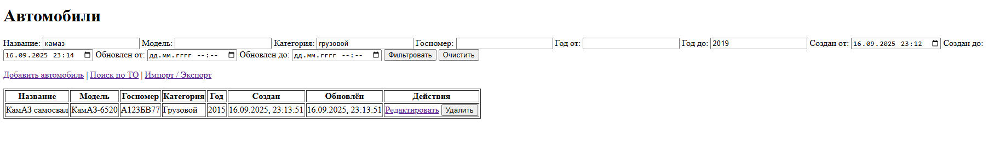 Автомобили
Название: камаз Модель: Категория: грузовой Госномер: Год от: Год до: 2019 Создан от: 16.09.2025 23:12 Создан до:
16.09.2025 23:14 Обновлен от: дд.мм.гггг --:-- Обновлен до: дд.мм.гггг --:-- Фильтровать Очистить
Добавить автомобиль | Поиск по ТО | Импорт / Экспорт
Название Модель Госномер Категория Год Создан Обновлён Действия
КамАЗ самосвал КамАЗ-6520 А123БВ77 Грузовой 2015 16.09.2025, 23:13:51 16.09.2025, 23:13:51 Редактировать Удалить